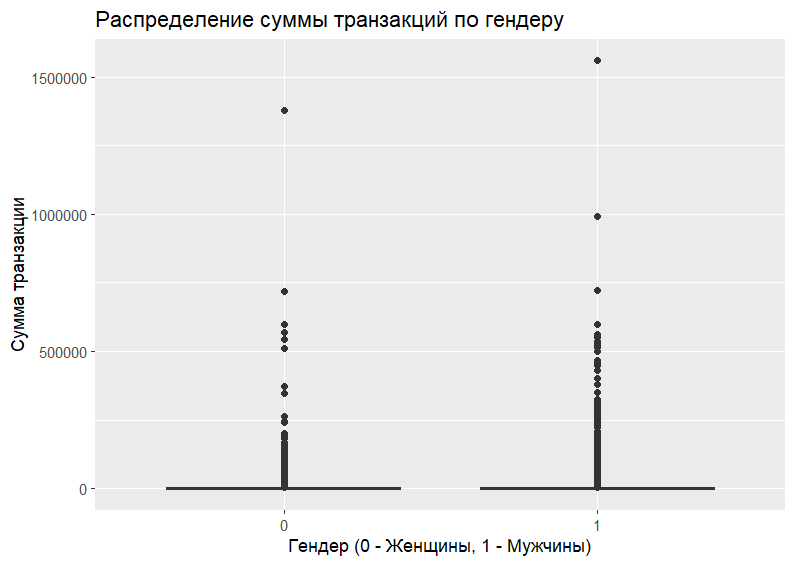 Распределение суммы транзакций по гендеру
Сумма транзакции
1500000
1000000
500000
0
0
1
Гендер (0 - Женщины, 1 - Мужчины)